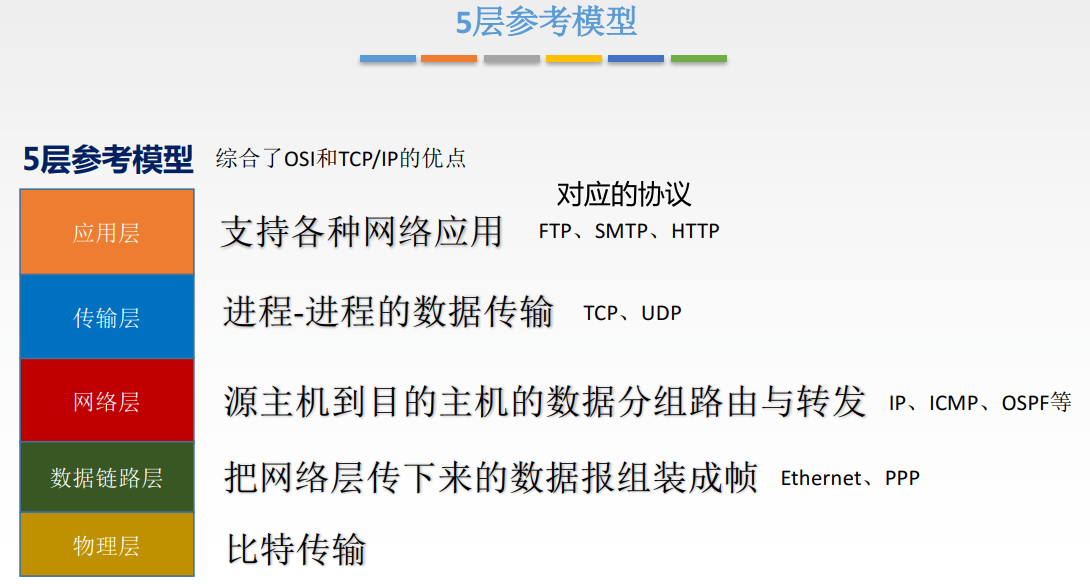 5层参考模型
5层参考模型 综合了OSI和TCP/IP的优点
对应的协议
应用层 支持各种网络应用 FTP、SMTP、HTTP
传输层 进程-进程的数据传输 TCP、UDP
网络层 源主机到目的主机的数据分组路由与转发 IP、ICMP、OSPF等
数据链路层 把网络层传下来的数据报组装成帧 Ethernet、PPP
物理层 比特传输